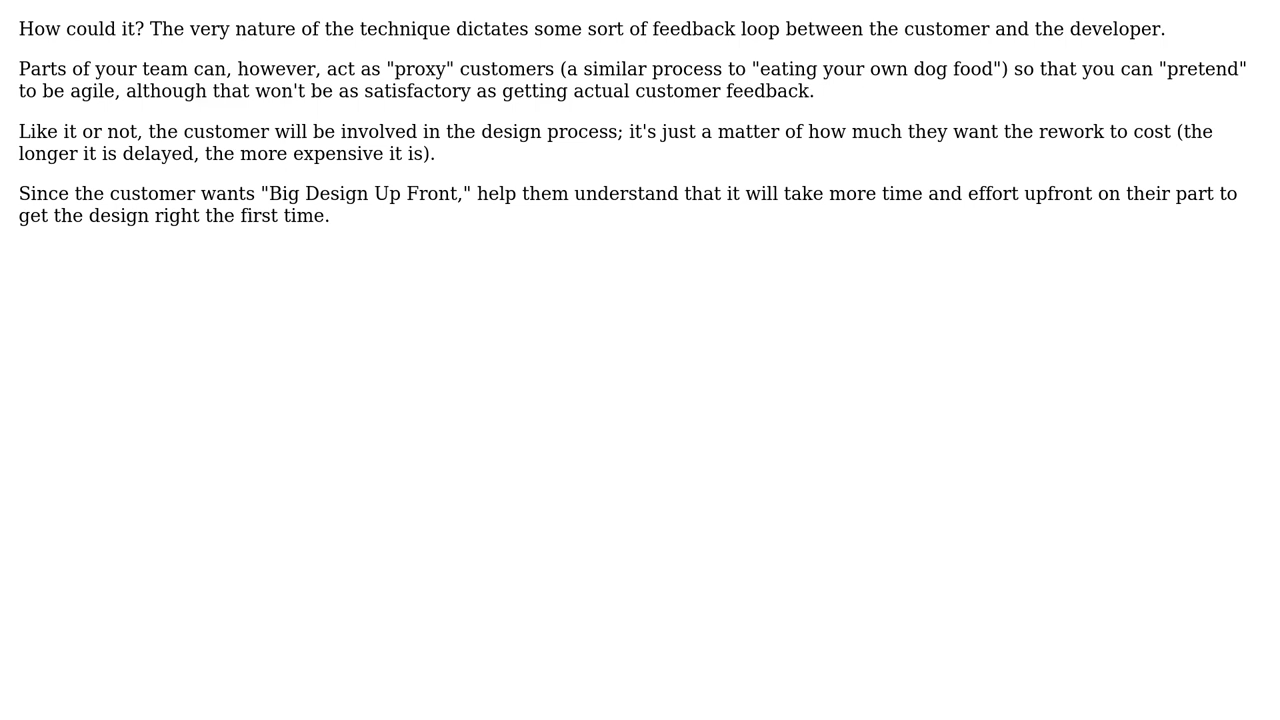 How could it? The very nature of the technique dictates some sort of feedback loop between the customer and the developer.
Parts of your team can, however, act as "proxy" customers (a similar process to "eating your own dog food") so that you can "pretend"
to be agile, although that won't be as satisfactory as getting actual customer feedback.
Like it or not, the customer will be involved in the design process; it's just a matter of how much they want the rework to cost (the
longer it is delayed, the more expensive it is).
Since the customer wants "Big Design Up Front," help them understand that it will take more time and effort upfront on their part to
get the design right the first time.